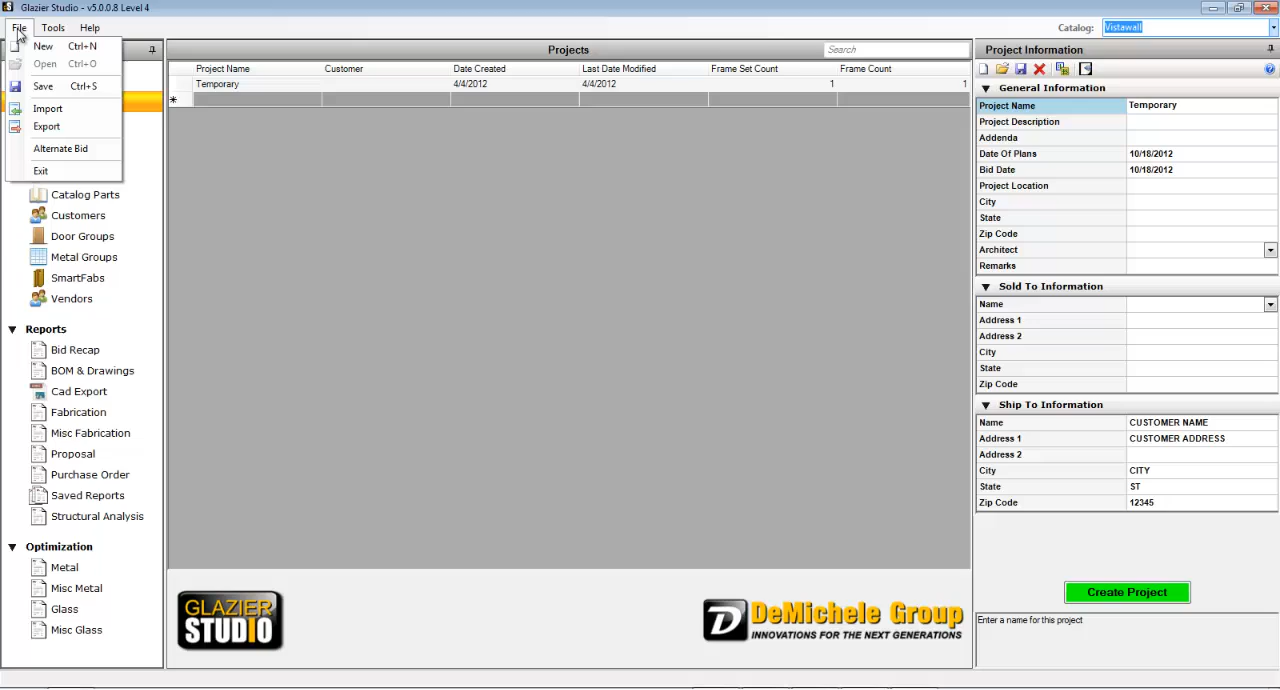 Glazier Studio - v5.0.0.8 Level 4
File Tools Help
Catalog: Vistawall
New Ctrl+N
Open Ctrl+O
Save Ctrl+S
Import
Export
Alternate Bid
Exit
Catalog Parts
Customers
Door Groups
Metal Groups
SmartFabs
Vendors
Reports
Bid Recap
BOM & Drawings
Cad Export
Fabrication
Misc Fabrication
Proposal
Purchase Order
Saved Reports
Structural Analysis
Optimization
Metal
Misc Metal
Glass
Misc Glass
Projects
Search
Project Name Customer Date Created Last Date Modified Frame Set Count Frame Count
Temporary 4/4/2012 4/4/2012 1 1
GLAZIER
STUDIO
DeMichele Group
INNOVATIONS FOR THE NEXT GENERATIONS
Project Information
General Information
Project Name Temporary
Project Description
Addenda
Date Of Plans 10/18/2012
Bid Date 10/18/2012
Project Location
City
State
Zip Code
Architect
Remarks
Sold To Information
Name
Address 1
Address 2
City
State
Zip Code
Ship To Information
Name CUSTOMER NAME
Address 1 CUSTOMER ADDRESS
Address 2
City CITY
State ST
Zip Code 12345
Create Project
Enter a name for this project